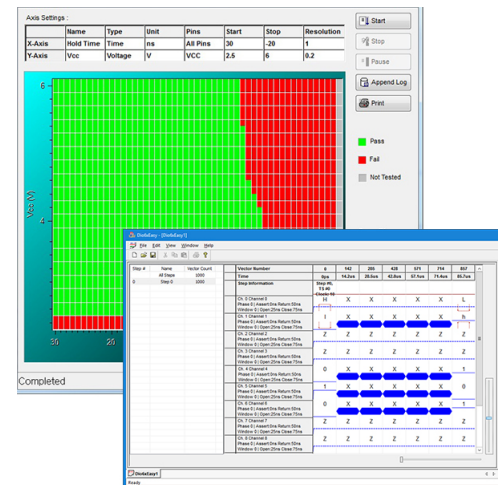 Axis Settings :
Name Type Unit Pins Start Stop Resolution
X-Axis Hold Time Time ns All Pins 30 -20 1
Y-Axis Vcc Voltage V VCC 2.5 6 0.2
Start
Stop
Pause
Append Log
Print
Pass
Fail
Not Tested
Vcc (V)
6
4
30 20
Completed
DiodeEasy - [DiodeEasy1]
File Edit View Window Help
Step # Name Vector Count
All Steps 1000
0 Step 0 1000
Vector Number 0 142 285 428 571 714 857
Time 0ps 14.2us 28.5us 42.8us 57.1us 71.4us 85.7us
Step Information Step #0,
TS #0
Ch. 0 Channel 0 H X X X X X L
Phase 0 | Assert 0ns Return 50ns
Window 0 | Open 25ns Close 75ns
Ch. 1 Channel 1 X X X X X
Phase 0 | Assert 0ns Return 50ns
Window 0 | Open 25ns Close 75ns
Ch. 2 Channel 2 Z Z Z Z Z Z Z
Phase 0 | Assert 0ns Return 50ns
Window 0 | Open 25ns Close 75ns
Ch. 3 Channel 3 Z Z Z Z Z Z Z
Phase 0 | Assert 0ns Return 50ns
Window 0 | Open 25ns Close 75ns
Ch. 4 Channel 4 0 X X X X X 1
Phase 0 | Assert 0ns Return 50ns
Window 0 | Open 25ns Close 75ns
Ch. 5 Channel 5 1 X X X X X 0
Phase 0 | Assert 0ns Return 50ns
Window 0 | Open 25ns Close 75ns
Ch. 6 Channel 6 0 X X X X X 1
Phase 0 | Assert 0ns Return 50ns
Window 0 | Open 25ns Close 75ns
Ch. 7 Channel 7 Z Z Z Z Z Z Z
Phase 0 | Assert 0ns Return 50ns
Window 0 | Open 25ns Close 75ns
Ch. 8 Channel 8 Z Z Z Z Z Z Z
Phase 0 | Assert 0ns Return 50ns
Window 0 | Open 25ns Close 75ns
DiodeEasy1
Ready